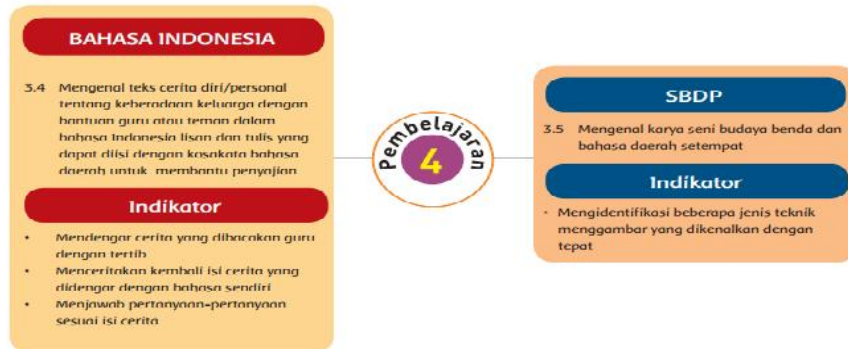 BAHASA INDONESIA
3.4 Mengenal teks cerita diri/personal
tentang keberadaan keluarga dengan
bantuan guru atau teman dalam
bahasa Indonesia lisan dan tulis yang
dapat diisi dengan kosakata bahasa
daerah untuk membantu penyajian
Indikator
• Mendengar cerita yang dibacakan guru
dengan tertib
• Menceritakan kembali isi cerita yang
didengar dengan bahasa sendiri
• Menjawab pertanyaan-pertanyaan
sesuai isi cerita
Pembelajaran
4
SBDP
3.5 Mengenal karya seni budaya benda dan
bahasa daerah setempat
Indikator
• Mengidentifikasi beberapa jenis teknik
menggambar yang dikenalkan dengan
tepat